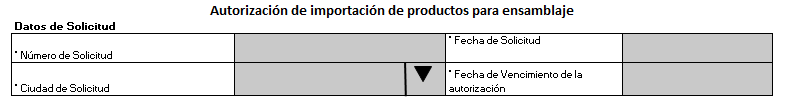 Autorización de importación de productos para ensamblaje
Datos de Solicitud
* Número de Solicitud
* Fecha de Solicitud
* Ciudad de Solicitud
* Fecha de Vencimiento de la
autorización